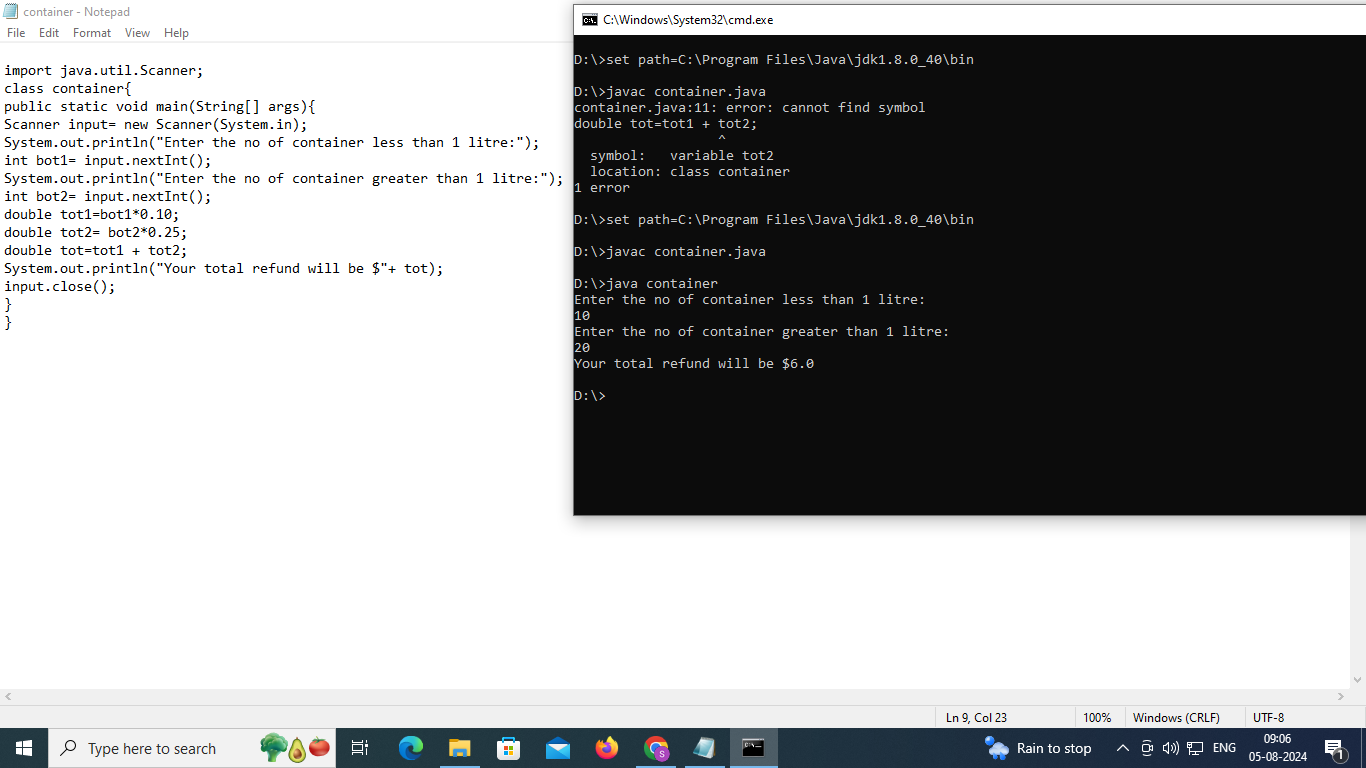 container - Notepad
File Edit Format View Help
import java.util.Scanner;
class container{
public static void main(String[] args){
Scanner input= new Scanner(System.in);
System.out.println("Enter the no of container less than 1 litre:");
int bot1= input.nextInt();
System.out.println("Enter the no of container greater than 1 litre:");
int bot2= input.nextInt();
double tot1=bot1*0.10;
double tot2= bot2*0.25;
double tot=tot1 + tot2;
System.out.println("Your total refund will be $"+ tot);
input.close();
}
}
C:\Windows\System32\cmd.exe
D:\>set path=C:\Program Files\Java\jdk1.8.0_40\bin
D:\>javac container.java
container.java:11: error: cannot find symbol
double tot=tot1 + tot2;
^
symbol:   variable tot2
location: class container
1 error
D:\>set path=C:\Program Files\Java\jdk1.8.0_40\bin
D:\>javac container.java
D:\>java container
Enter the no of container less than 1 litre:
10
Enter the no of container greater than 1 litre:
20
Your total refund will be $6.0
D:\>
Ln 9, Col 23 100% Windows (CRLF) UTF-8
Type here to search
S
Rain to stop
ENG
09:06
05-08-2024
1